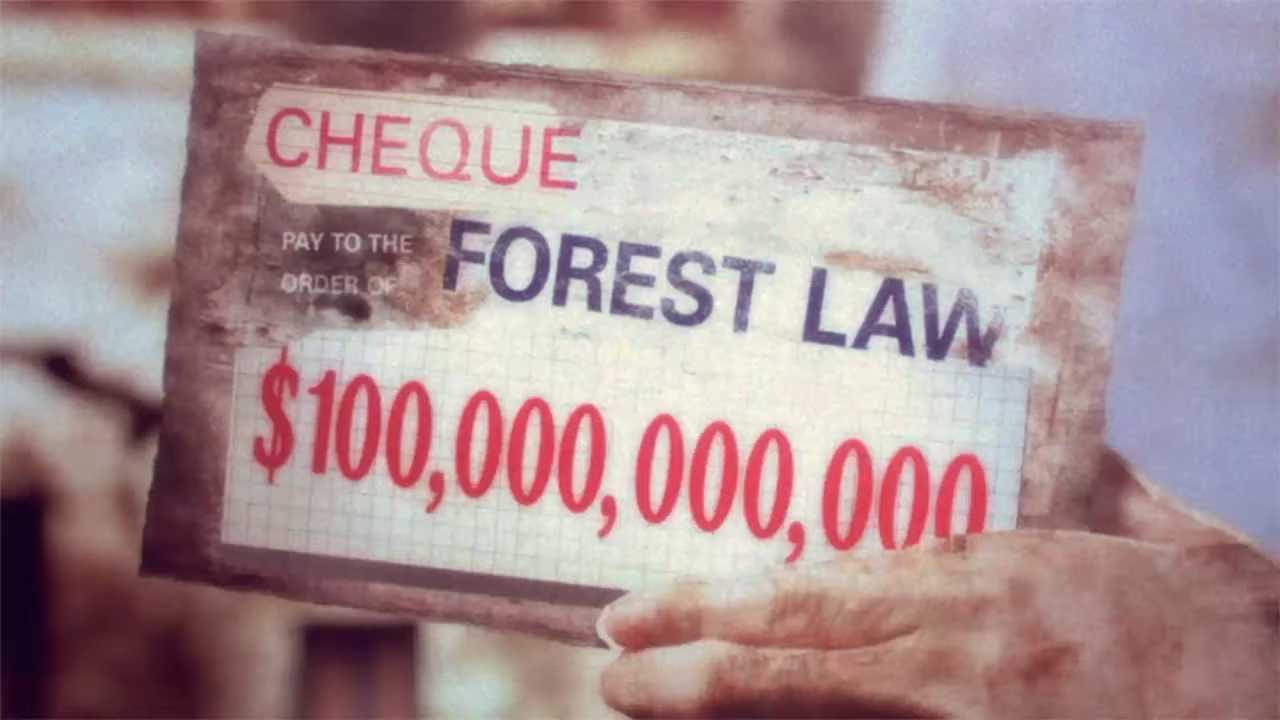 CHEQUE
PAY TO THE
ORDER OF
FOREST LAW
$100,000,000,000